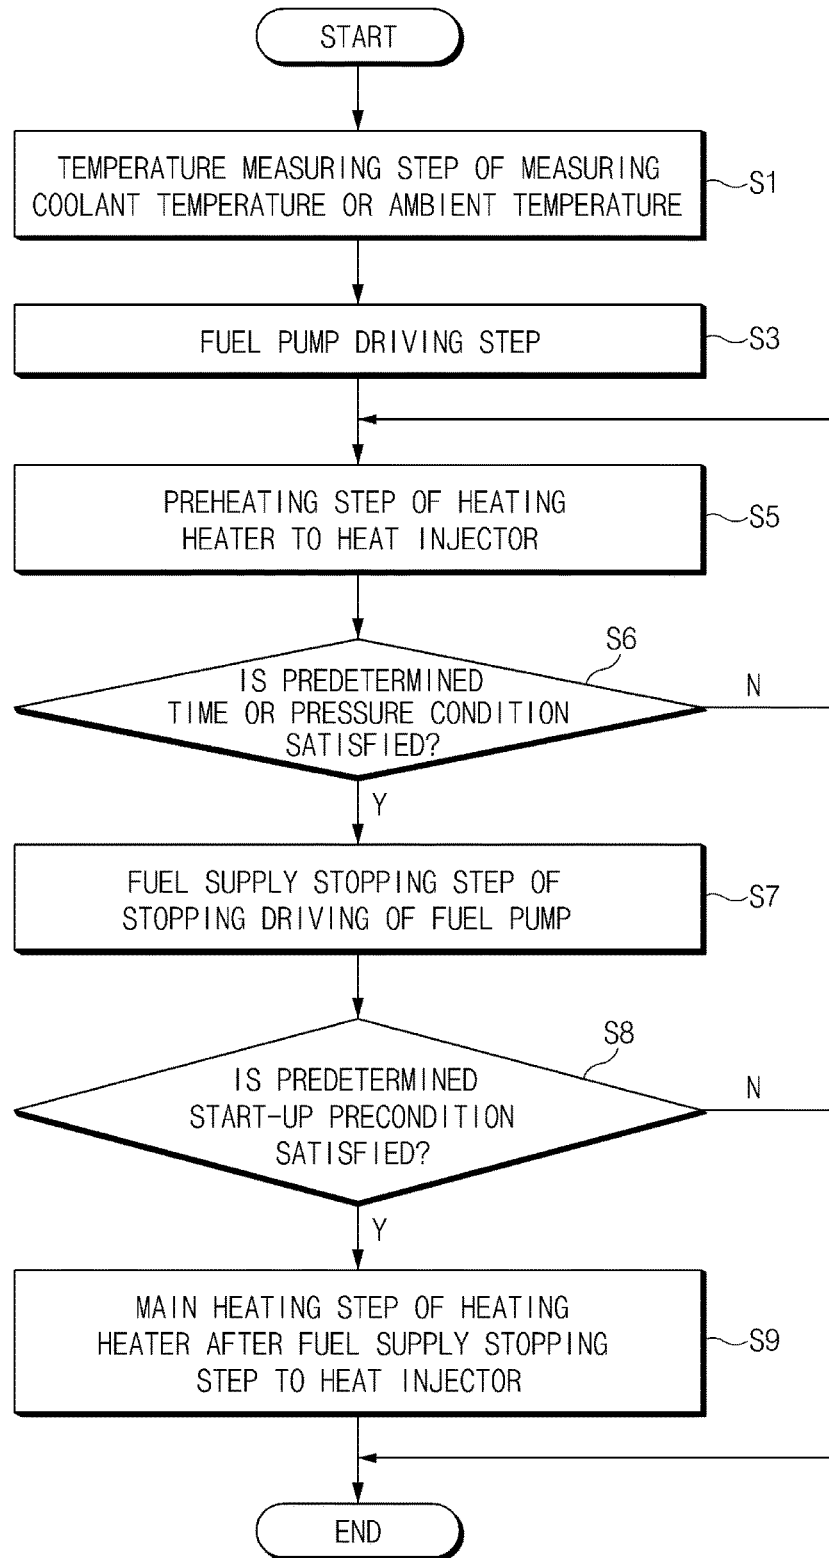 START
TEMPERATURE MEASURING STEP OF MEASURING
COOLANT TEMPERATURE OR AMBIENT TEMPERATURE
S1
FUEL PUMP DRIVING STEP
S3
PREHEATING STEP OF HEATING
HEATER TO HEAT INJECTOR
S5
S6
IS PREDETERMINED
TIME OR PRESSURE CONDITION
SATISFIED?
N
Y
FUEL SUPPLY STOPPING STEP OF
STOPPING DRIVING OF FUEL PUMP
S7
S8
IS PREDETERMINED
START-UP PRECONDITION
SATISFIED?
N
Y
MAIN HEATING STEP OF HEATING
HEATER AFTER FUEL SUPPLY STOPPING
STEP TO HEAT INJECTOR
S9
END